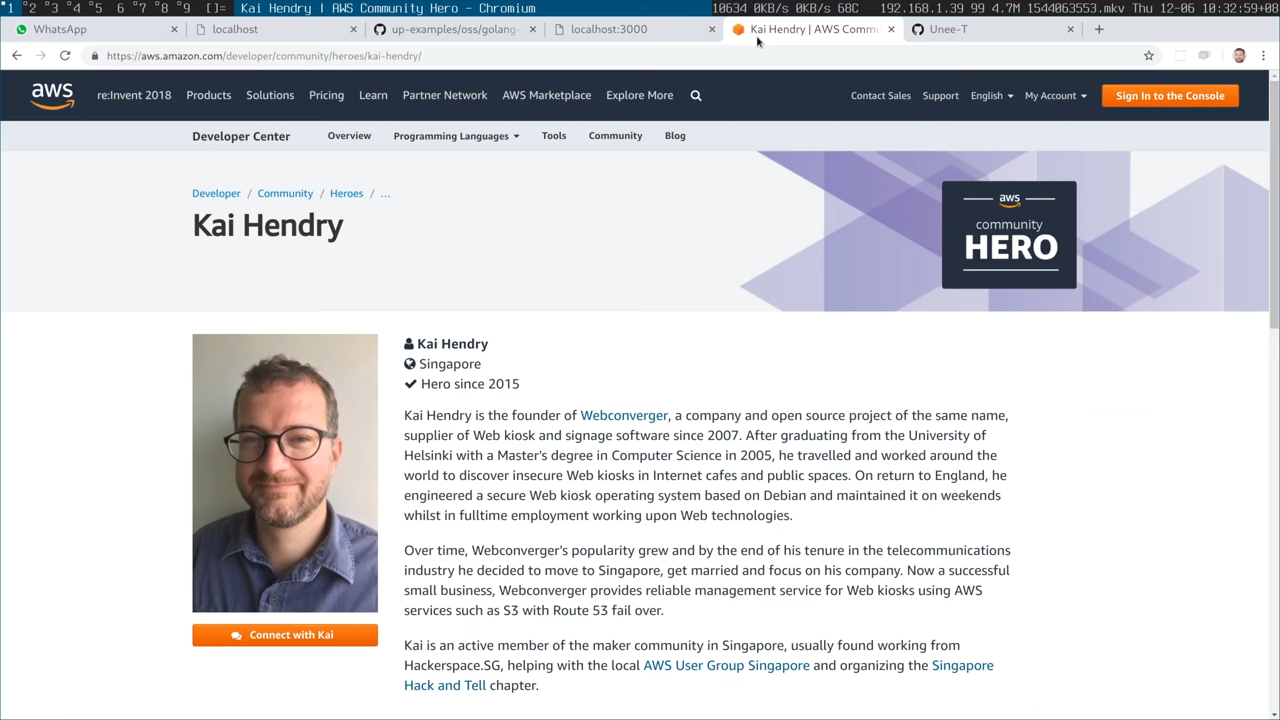 1 2 3 4 5 6 7 8 9 []= Kai Hendry | AWS Community Hero - Chromium 10634 0KB/s 0KB/s 68C 192.168.1.39 99 4.7M 1544063553.mkv Thu 12-06 10:32:59+08
WhatsApp localhost up-examples/oss/golang- localhost:3000 Kai Hendry | AWS Comm Unee-T
https://aws.amazon.com/developer/community/heroes/kai-hendry/
aws re:Invent 2018 Products Solutions Pricing Learn Partner Network AWS Marketplace Explore More Contact Sales Support English My Account Sign In to the Console
Developer Center Overview Programming Languages Tools Community Blog
Developer / Community / Heroes / ...
Kai Hendry
aws
community
HERO
Kai Hendry
Singapore
Hero since 2015
Kai Hendry is the founder of Webconverger, a company and open source project of the same name,
supplier of Web kiosk and signage software since 2007. After graduating from the University of
Helsinki with a Master's degree in Computer Science in 2005, he travelled and worked around the
world to discover insecure Web kiosks in Internet cafes and public spaces. On return to England, he
engineered a secure Web kiosk operating system based on Debian and maintained it on weekends
whilst in fulltime employment working upon Web technologies.
Over time, Webconverger's popularity grew and by the end of his tenure in the telecommunications
industry he decided to move to Singapore, get married and focus on his company. Now a successful
small business, Webconverger provides reliable management service for Web kiosks using AWS
services such as S3 with Route 53 fail over.
Connect with Kai
Kai is an active member of the maker community in Singapore, usually found working from
Hackerspace.SG, helping with the local AWS User Group Singapore and organizing the Singapore
Hack and Tell chapter.